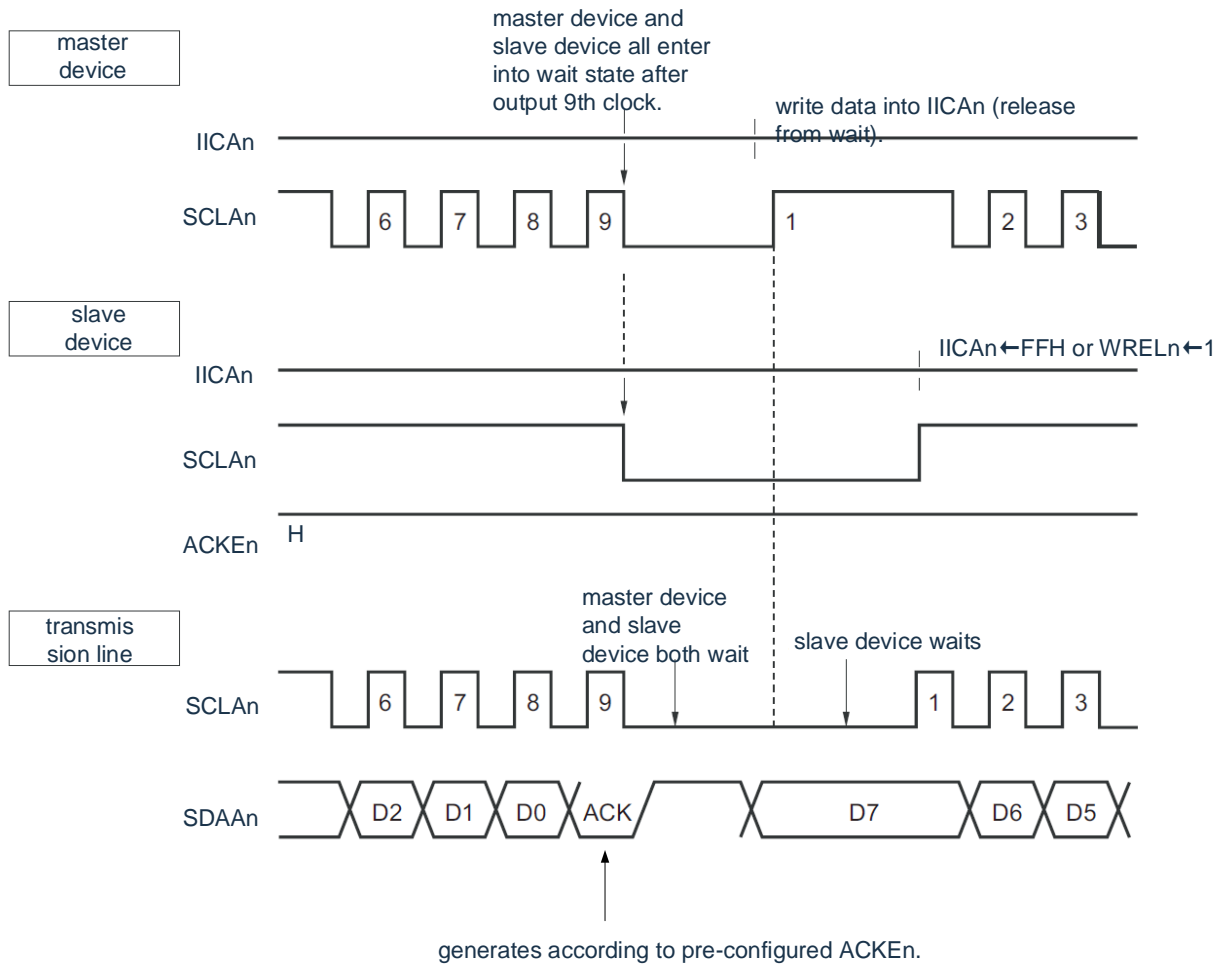 master device and
slave device all enter
into wait state after
output 9th clock.
master
device
write data into IICAn (release
from wait).
IICAn
SCLAn
6 7 8 9 1 2 3
slave
device
IICAn←FFH or WRELn←1
IICAn
SCLAn
H
ACKEn
master device
and slave
device both wait
transmis
sion line
slave device waits
SCLAn
6 7 8 9 1 2 3
SDAAn
D2 D1 D0 ACK D7 D6 D5
generates according to pre-configured ACKEn.